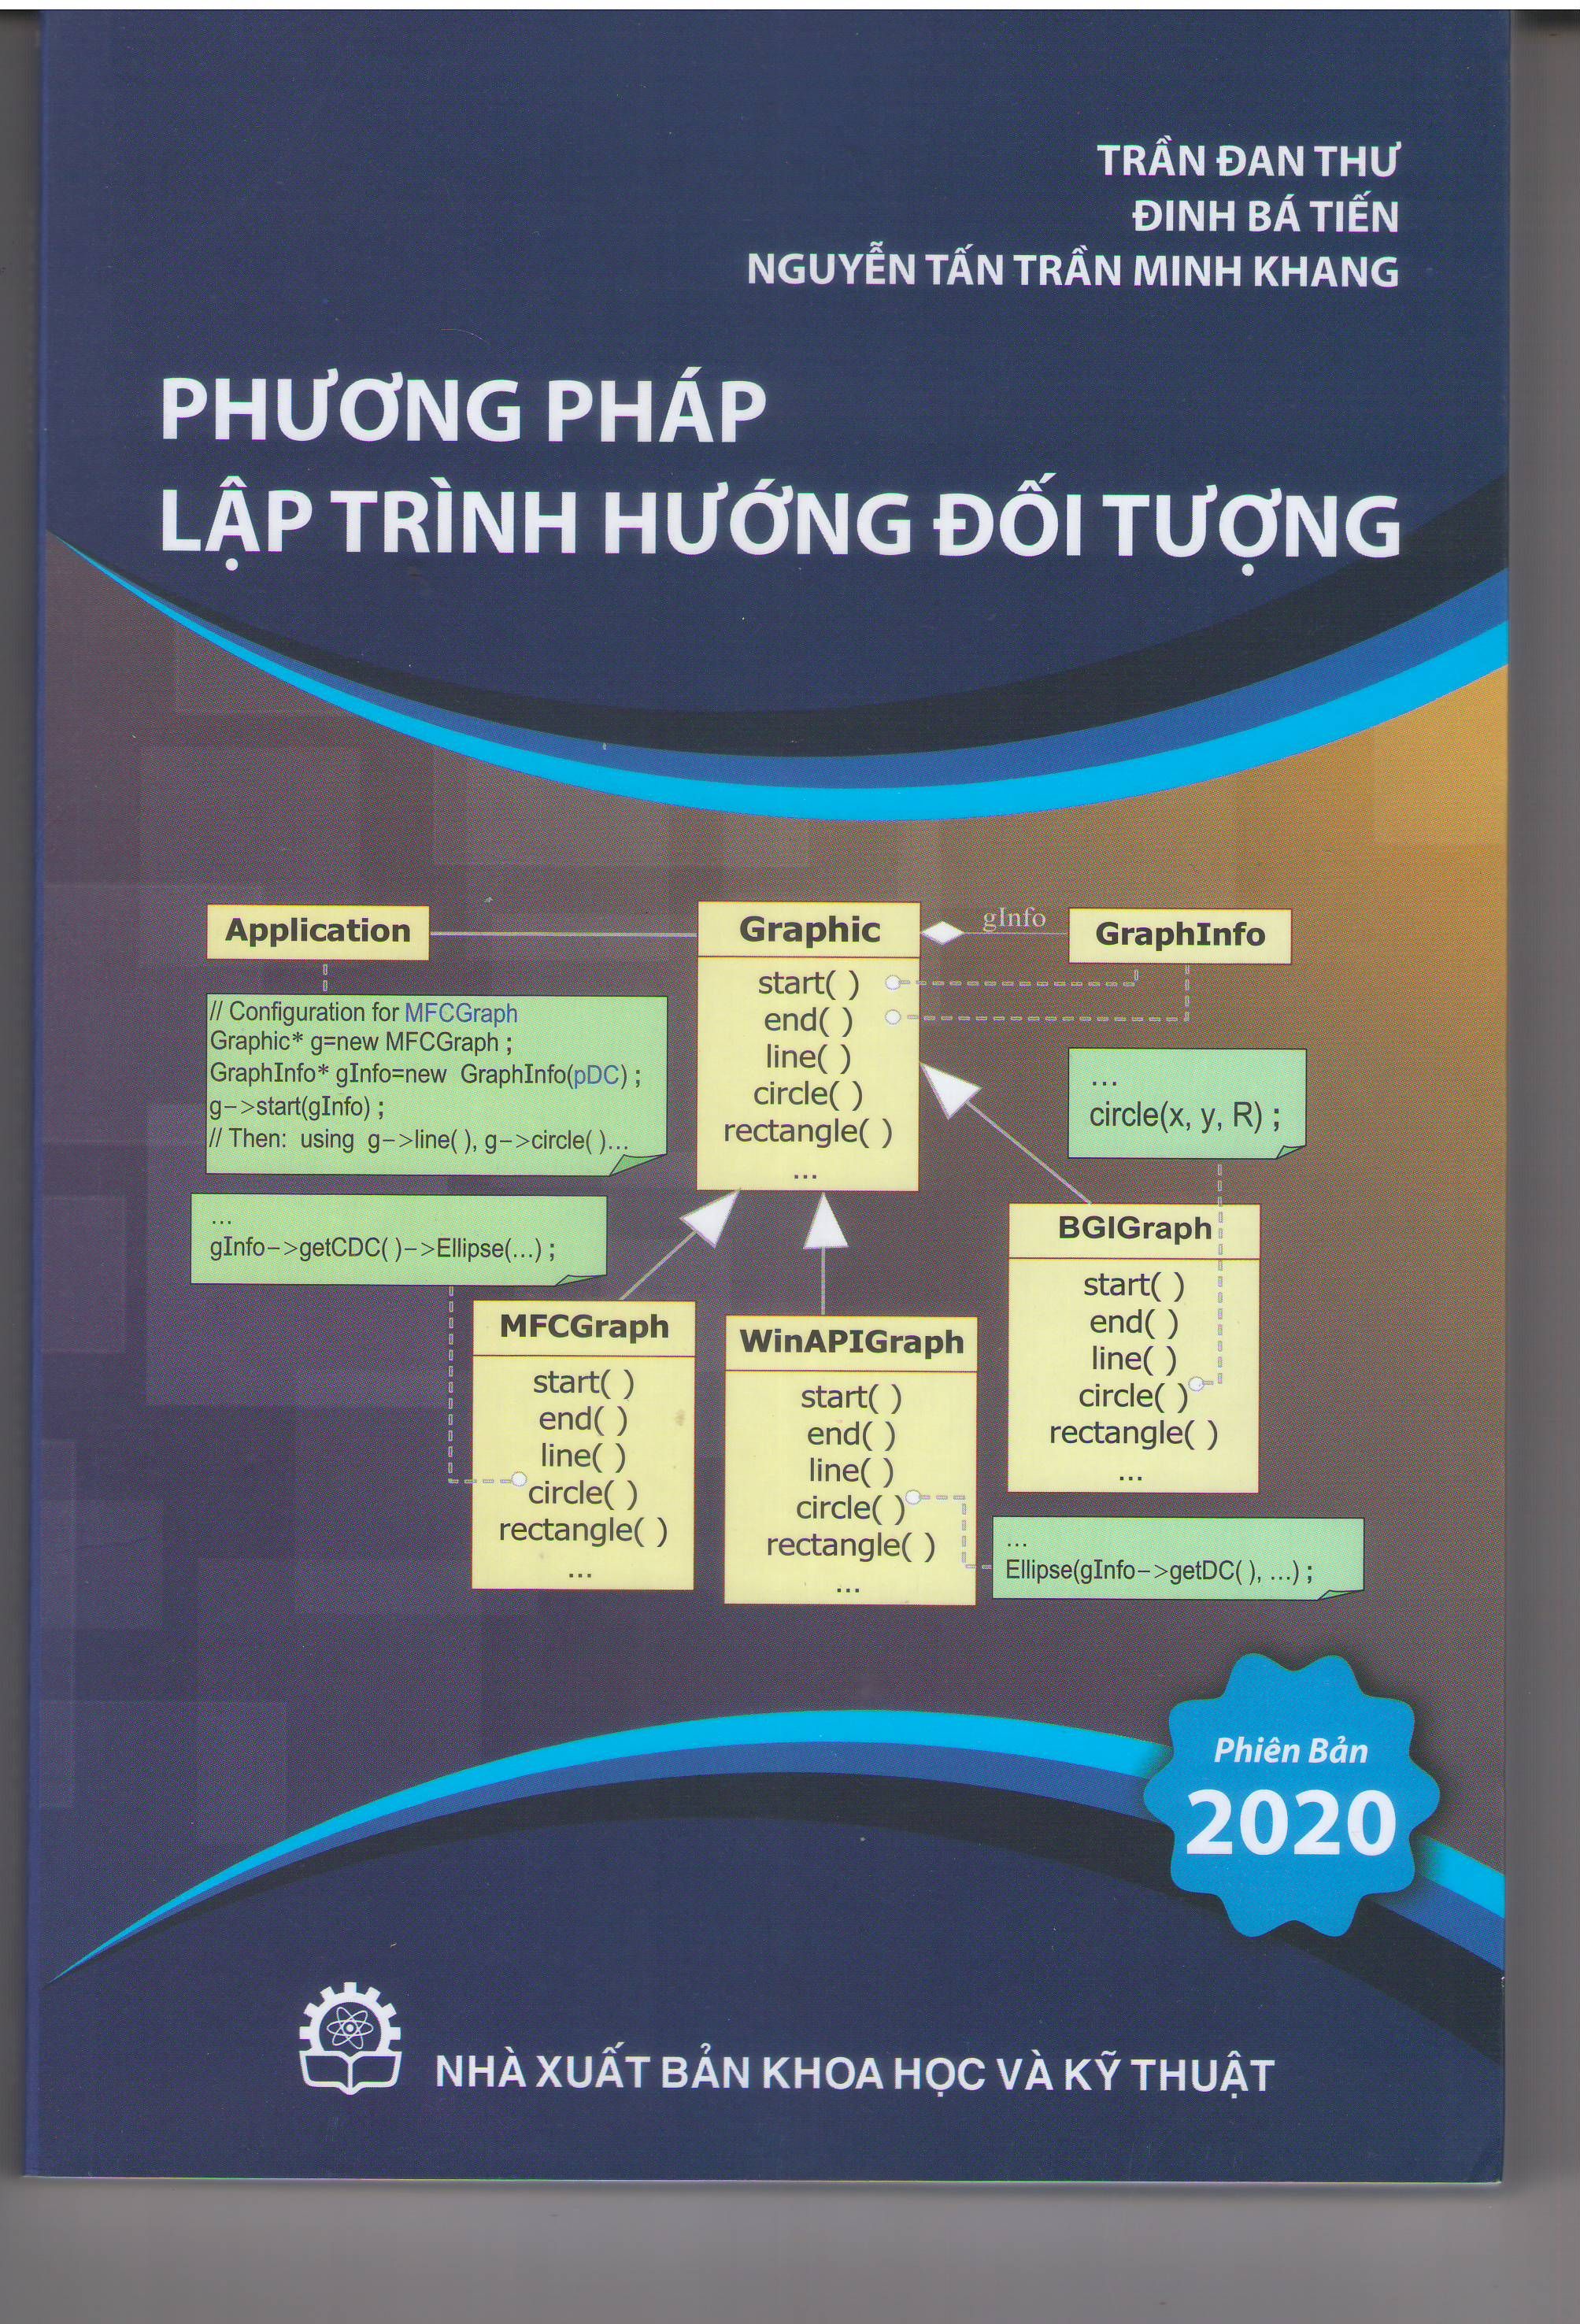 TRẦN ĐAN THƯ
ĐINH BÁ TIẾN
NGUYỄN TẤN TRẦN MINH KHANG
PHƯƠNG PHÁP
LẬP TRÌNH HƯỚNG ĐỐI TƯỢNG
Application
// Configuration for MFCGraph
Graphic* g=new MFCGraph ;
GraphInfo* gInfo=new GraphInfo(pDC) ;
g->start(gInfo) ;
// Then: using g->line( ), g->circle( )...
Graphic
start( )
end( )
line( )
circle( )
rectangle( )
...
gInfo
GraphInfo
...
circle(x, y, R) ;
...
gInfo->getCDC( )->Ellipse(...) ;
MFCGraph
start( )
end( )
line( )
circle( )
rectangle( )
...
WinAPIGraph
start( )
end( )
line( )
circle( )
rectangle( )
...
BGIGraph
start( )
end( )
line( )
circle( )
rectangle( )
...
...
Ellipse(gInfo->getDC( ), ...) ;
Phiên Bản
2020
NHÀ XUẤT BẢN KHOA HỌC VÀ KỸ THUẬT